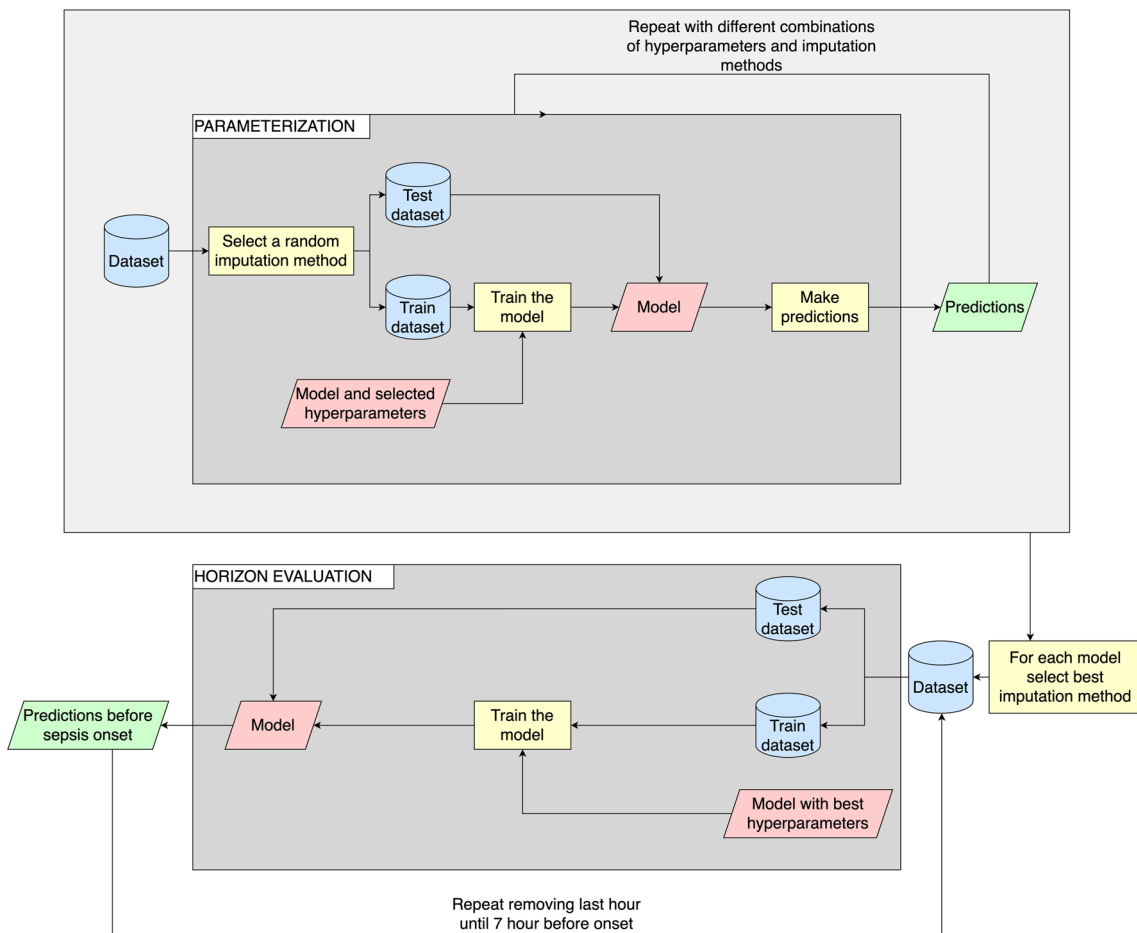 Repeat with different combinations
of hyperparameters and imputation
methods
PARAMETERIZATION
Test
dataset
Select a random
imputation method
Dataset
Train
dataset
Train the
model
Model
Make
predictions
Predictions
Model and selected
hyperparameters
HORIZON EVALUATION
Test
dataset
For each model
select best
imputation method
Dataset
Predictions before
sepsis onset
Model
Train the
model
Train
dataset
Model with best
hyperparameters
Repeat removing last hour
until 7 hour before onset